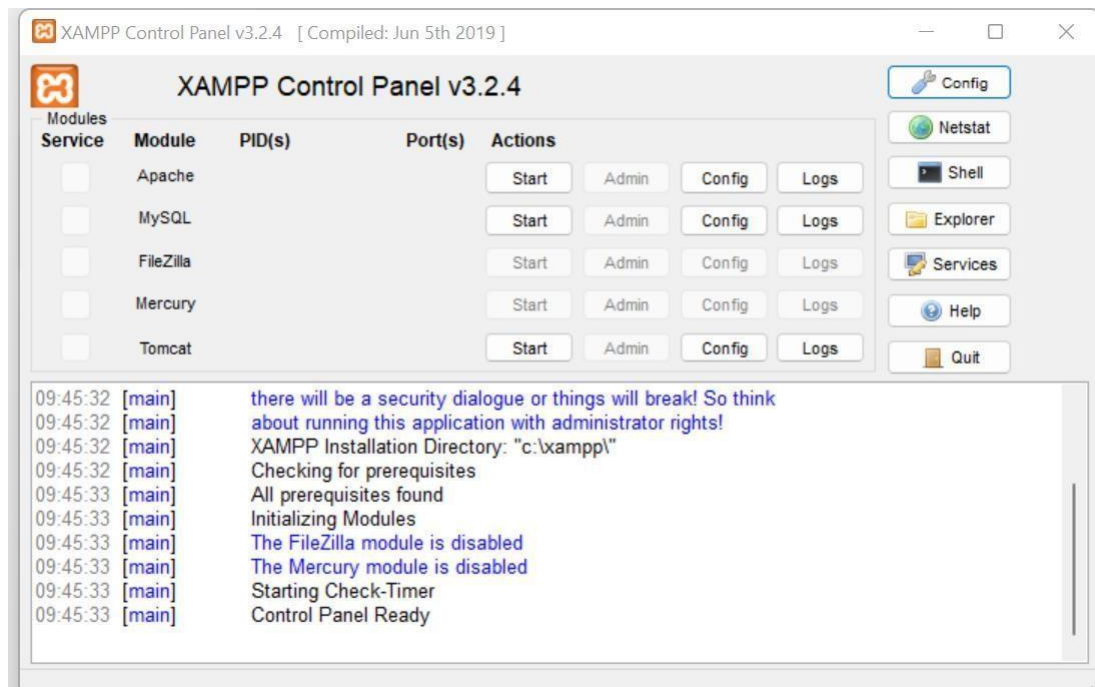 XAMPP Control Panel v3.2.4 [ Compiled: Jun 5th 2019 ]
XAMPP Control Panel v3.2.4
Config
Modules
Service Module PID(s) Port(s) Actions
Netstat
Apache Start Admin Config Logs
Shell
MySQL Start Admin Config Logs
Explorer
FileZilla Start Admin Config Logs
Services
Mercury Start Admin Config Logs
Help
Tomcat Start Admin Config Logs
Quit
09:45:32 [main] there will be a security dialogue or things will break! So think
09:45:32 [main] about running this application with administrator rights!
09:45:32 [main] XAMPP Installation Directory: "c:\xampp\"
09:45:32 [main] Checking for prerequisites
09:45:33 [main] All prerequisites found
09:45:33 [main] Initializing Modules
09:45:33 [main] The FileZilla module is disabled
09:45:33 [main] The Mercury module is disabled
09:45:33 [main] Starting Check-Timer
09:45:33 [main] Control Panel Ready